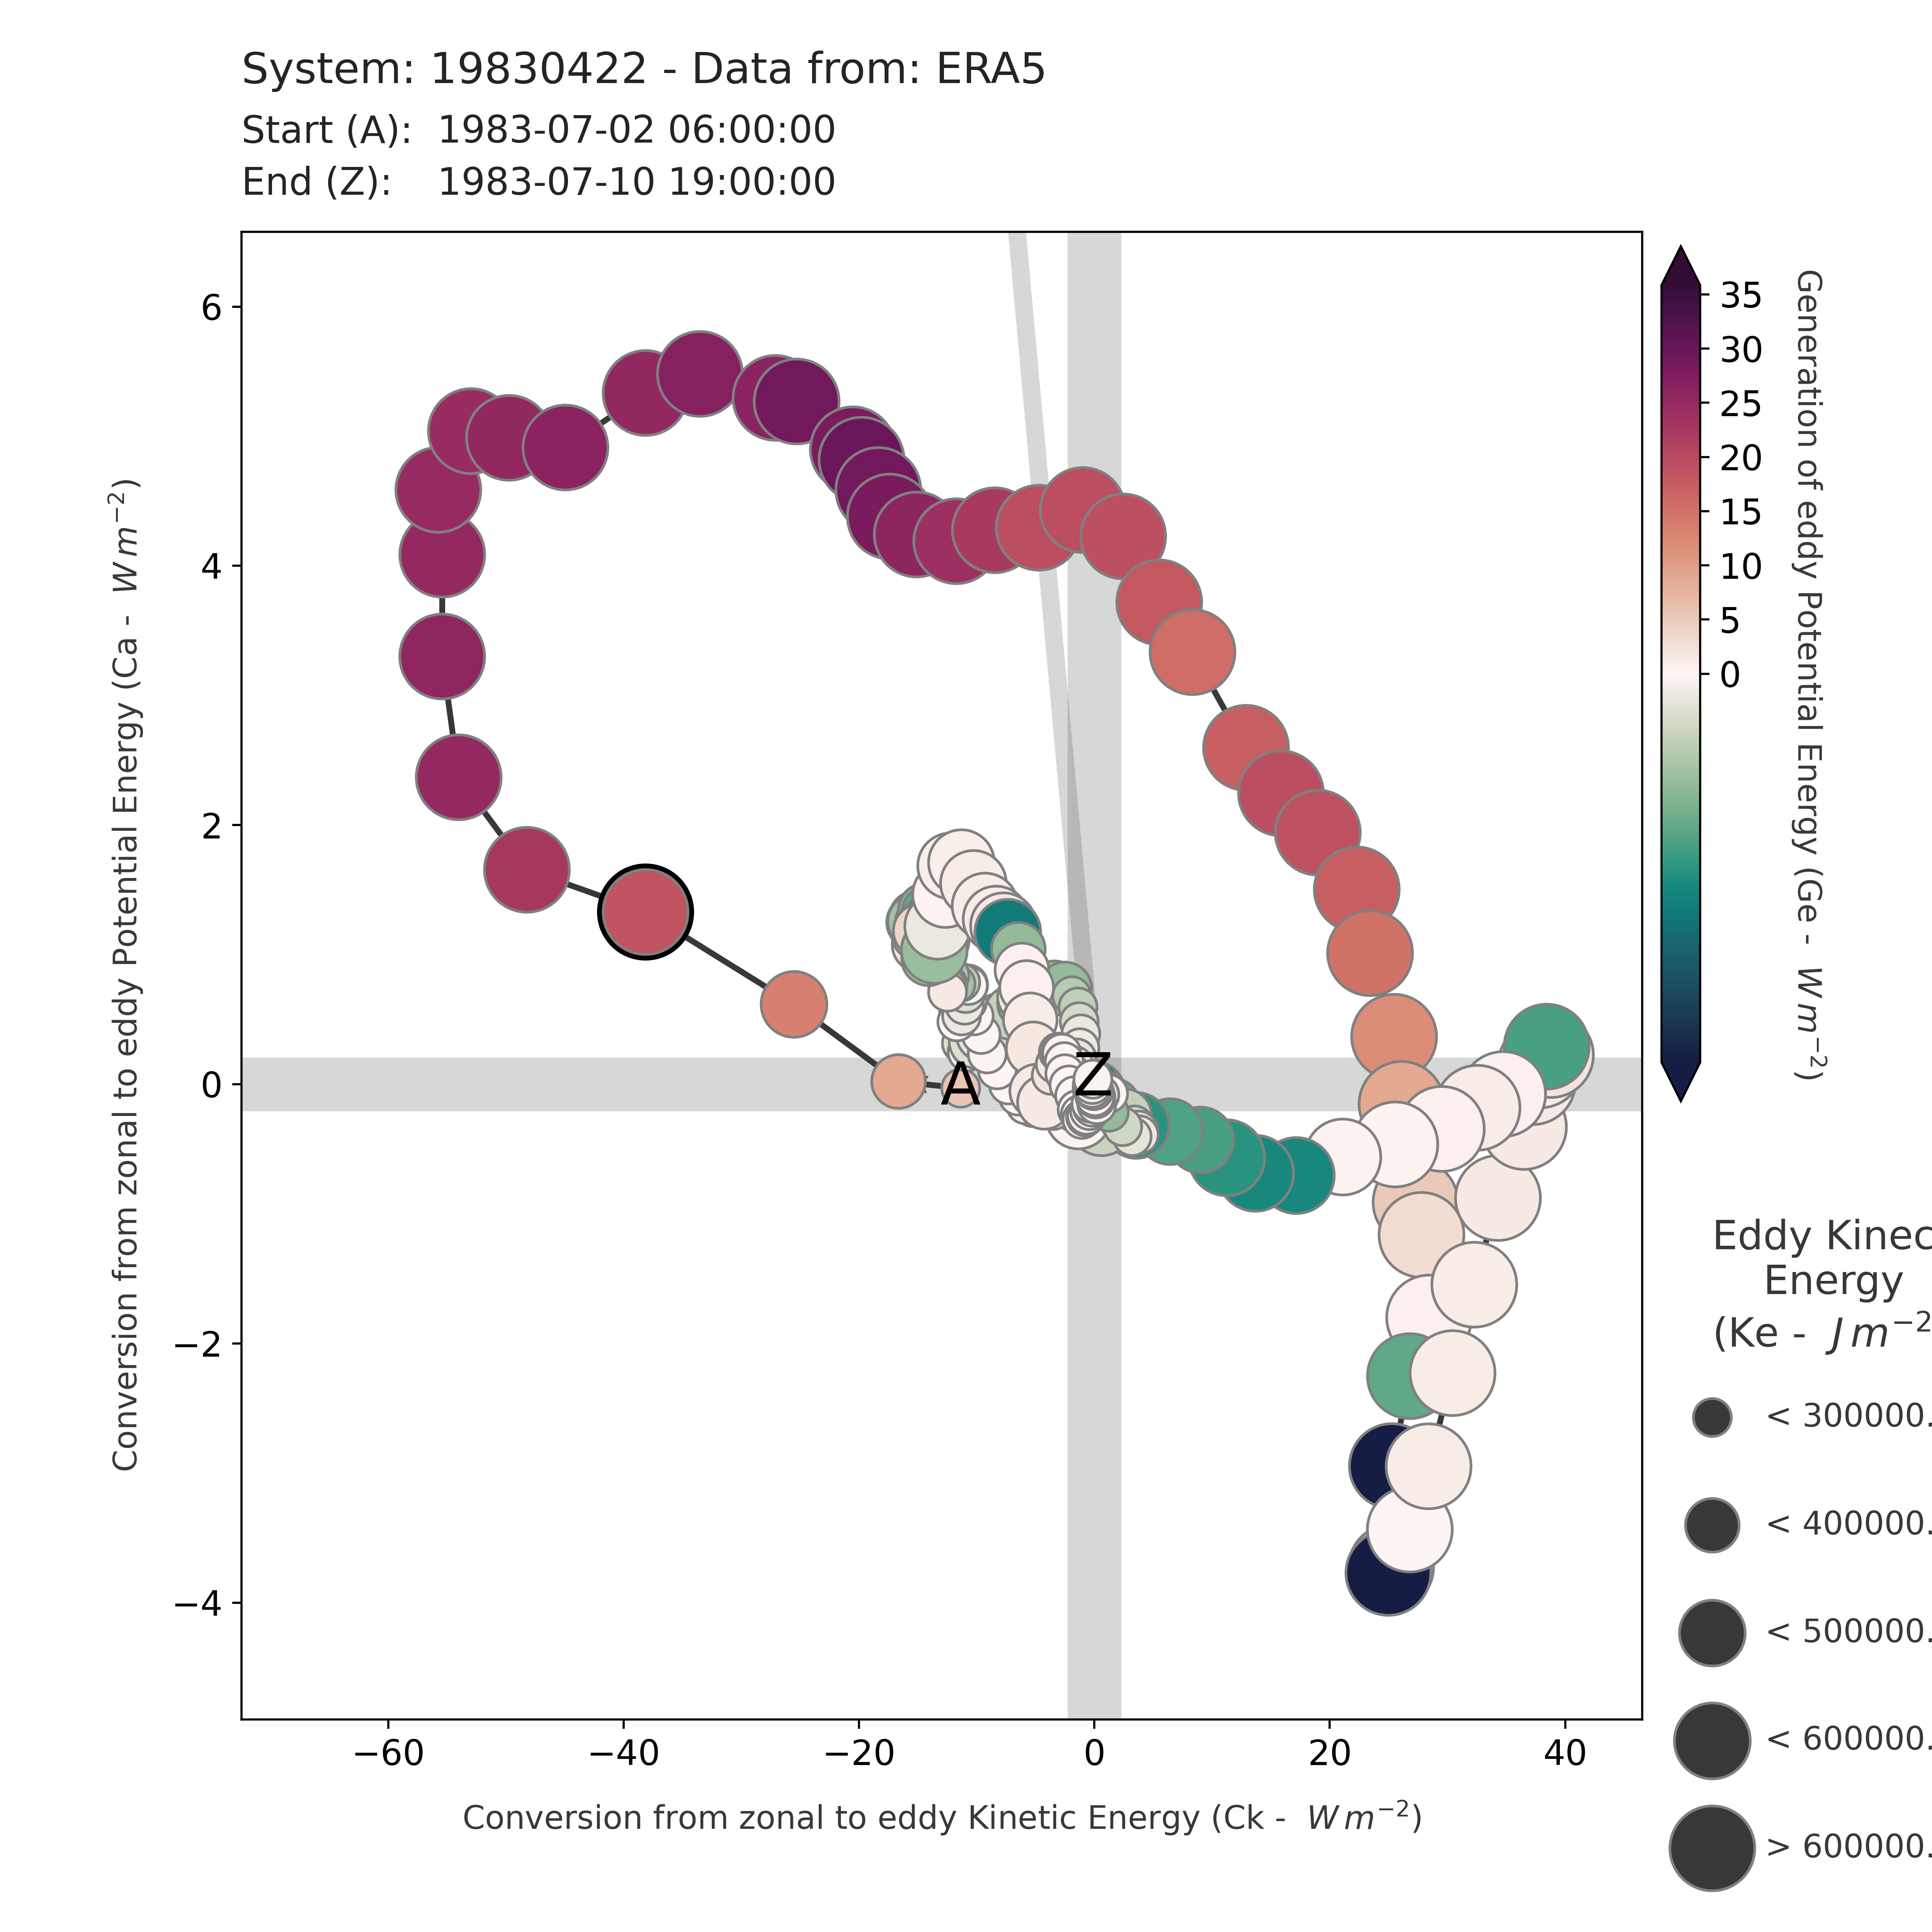 System: 19830422 - Data from: ERA5
Start (A): 1983-07-02 06:00:00
End (Z): 1983-07-10 19:00:00
Conversion from zonal to eddy Potential Energy (Ca - W m⁻²)
6
4
2
0
−2
−4
A
Z
−60
−40
−20
0
20
40
Conversion from zonal to eddy Kinetic Energy (Ck - W m⁻²)
35
30
25
20
15
10
5
0
Generation of eddy Potential Energy (Ge - W m⁻²)
Eddy Kinec
Energy
(Ke - J m⁻²
< 300000.
< 400000.
< 500000.
< 600000.
> 600000.